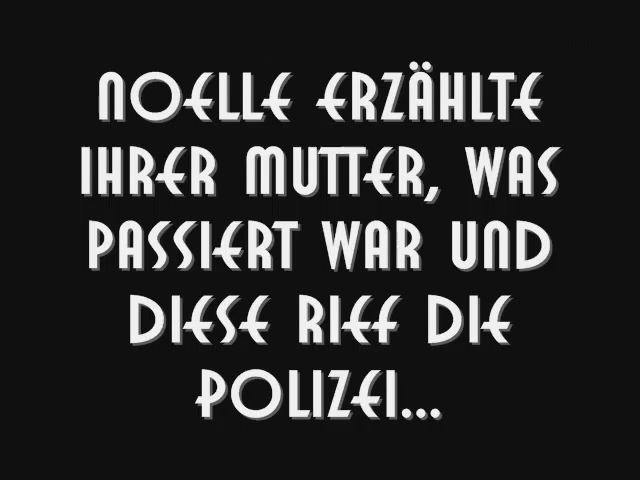 NOELLE ERZÄHLTE
IHRER MUTTER, WAS
PASSIERT WAR UND
DIESE RIEF DIE
POLIZEI...